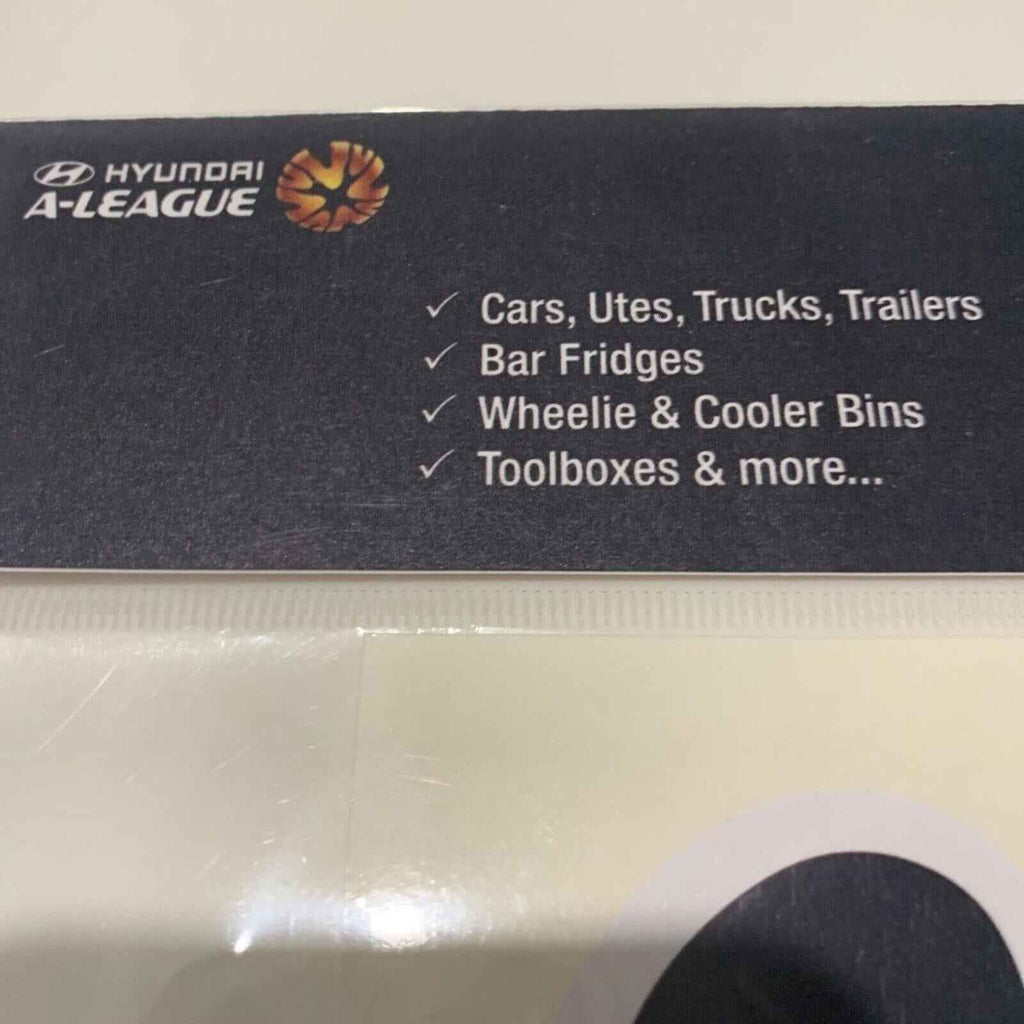 HYUNDAI
A-LEAGUE
✓ Cars, Utes, Trucks, Trailers
✓ Bar Fridges
✓ Wheelie & Cooler Bins
✓ Toolboxes & more...